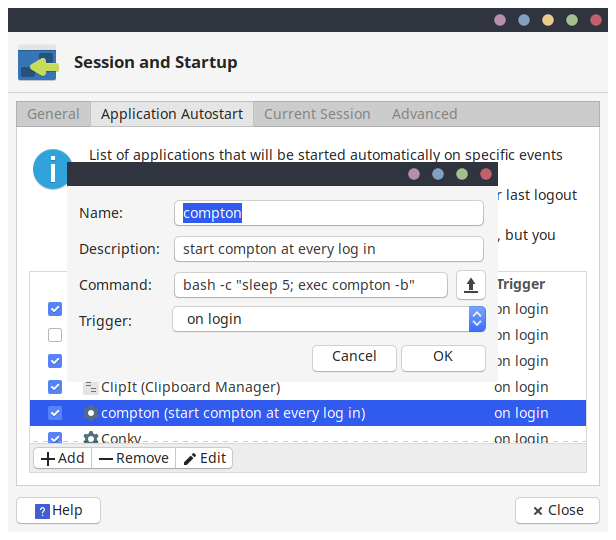 Session and Startup
General Application Autostart Current Session Advanced
List of applications that will be started automatically on specific events
last logout
, but you
Name: compton
Description: start compton at every log in
Command: bash -c "sleep 5; exec compton -b"
Trigger: on login
Cancel OK
Trigger
on login
on login
on login
ClipIt (Clipboard Manager) on login
compton (start compton at every log in) on login
Conky on login
Add Remove Edit
Help Close